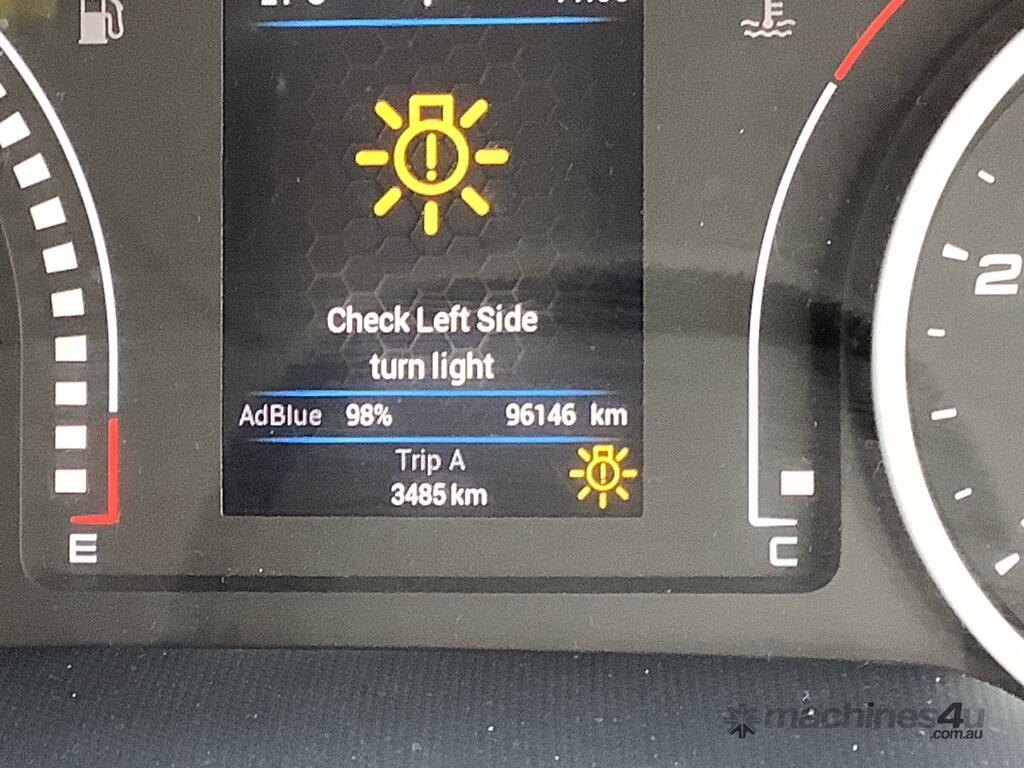 E
Check Left Side
turn light
AdBlue 98% 96146 km
Trip A
3485 km
E
C
2
machines4u
.com.au